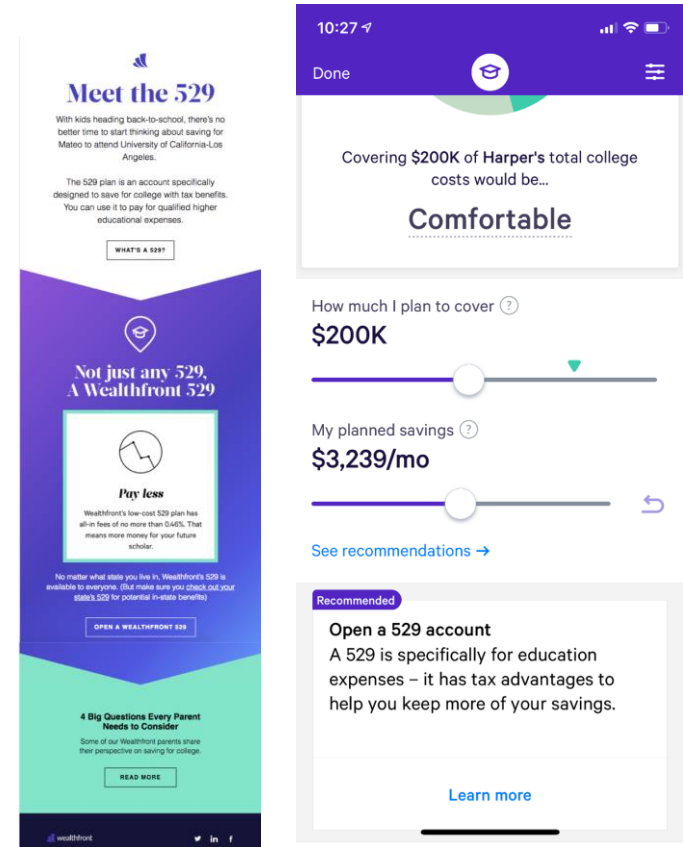 Meet the 529
With kids heading back-to-school, there's no
better time to start thinking about saving for
Mateo to attend University of California-Los
Angeles.
The 529 plan is an account specifically
designed to save for college with tax benefits.
You can use it to pay for qualified higher
educational expenses.
WHAT'S A 529?
Not just any 529,
A Wealthfront 529
Pay less
Wealthfront's low-cost 529 plan has
all-in fees of no more than 0.46%. That
means more money for your future
scholar.
No matter what state you live in, Wealthfront's 529 is
available to everyone. (But make sure you check out your
state's 529 for potential in-state benefits)
OPEN A WEALTHFRONT 529
4 Big Questions Every Parent
Needs to Consider
Some of our Wealthfront parents share
their perspective on saving for college.
READ MORE
wealthfront
10:27
Done
Covering $200K of Harper's total college
costs would be...
Comfortable
How much I plan to cover ?
$200K
My planned savings ?
$3,239/mo
See recommendations →
Recommended
Open a 529 account
A 529 is specifically for education
expenses – it has tax advantages to
help you keep more of your savings.
Learn more